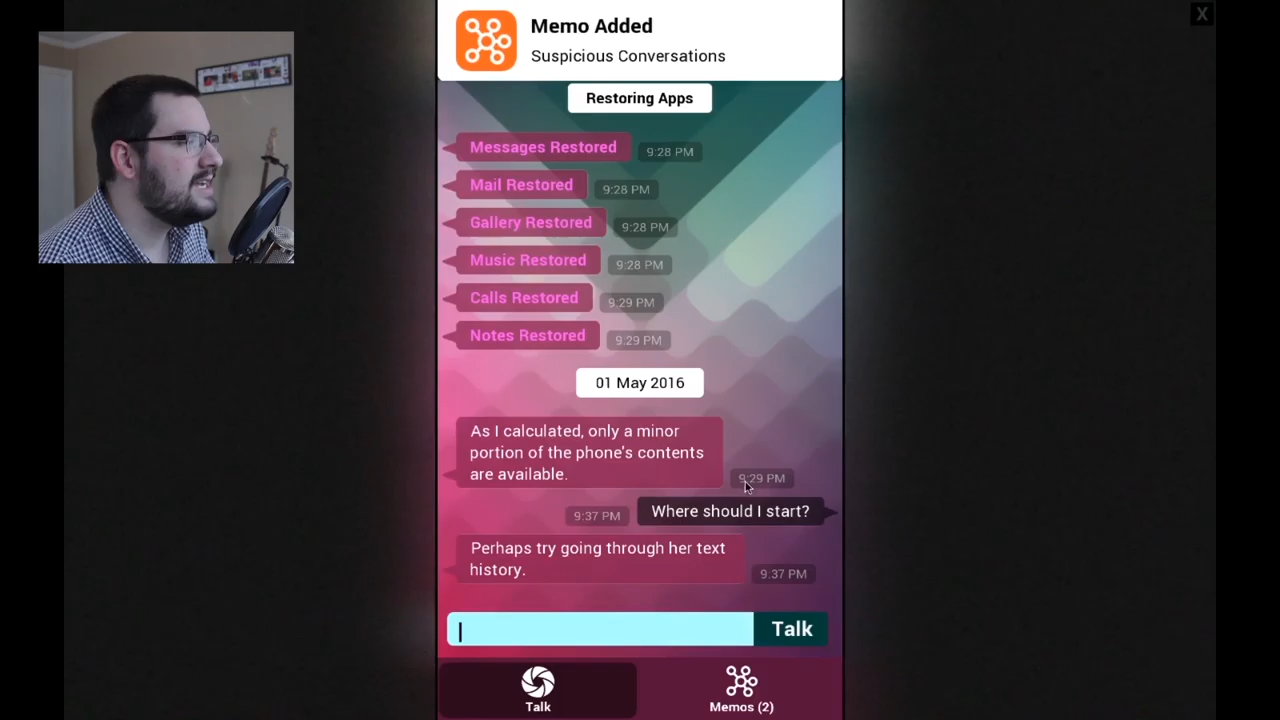 X
Memo Added
Suspicious Conversations
Restoring Apps
Messages Restored 9:28 PM
Mail Restored 9:28 PM
Gallery Restored 9:28 PM
Music Restored 9:28 PM
Calls Restored 9:29 PM
Notes Restored 9:29 PM
01 May 2016
As I calculated, only a minor
portion of the phone's contents
are available. 9:29 PM
9:37 PM Where should I start?
Perhaps try going through her text
history. 9:37 PM
Talk
Talk
Memos (2)